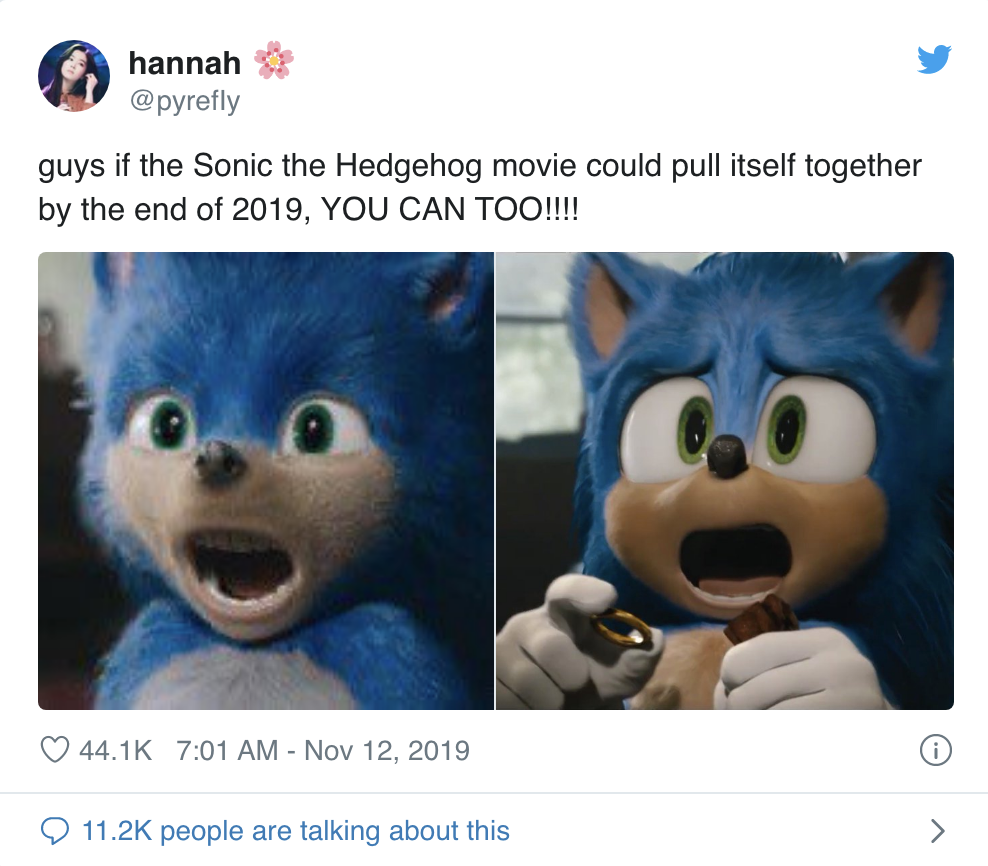 hannah 🌸
@pyrefly
guys if the Sonic the Hedgehog movie could pull itself together
by the end of 2019, YOU CAN TOO!!!!
44.1K 7:01 AM - Nov 12, 2019
11.2K people are talking about this